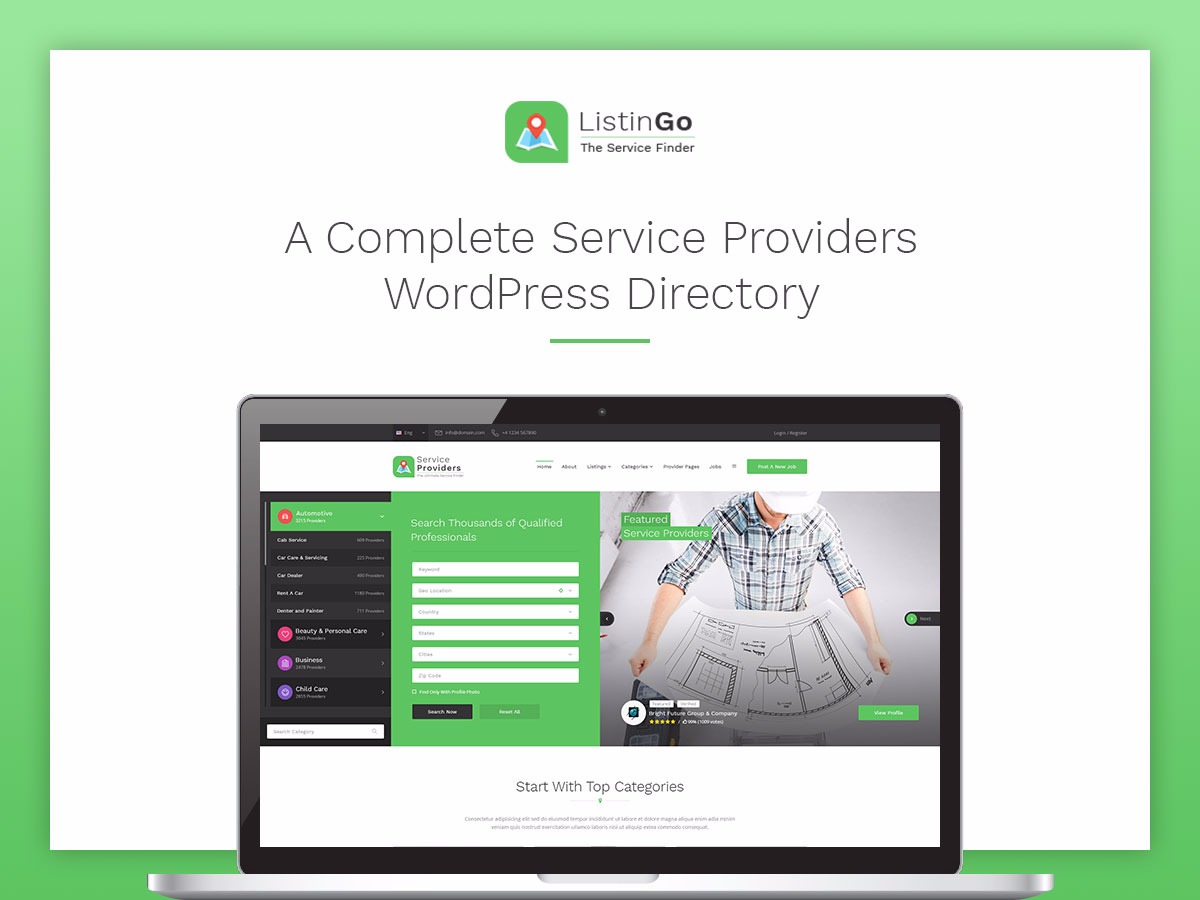 ListinGo
The Service Finder
A Complete Service Providers
WordPress Directory
Eng
info@domain.com
+4 1234 567890
Login / Register
Service
Providers
The Ultimate Service Finder
Home
About
Listings
Categories
Provider Pages
Jobs
Post A New Job
Automotive
3215 Providers
Cab Service
609 Providers
Car Care & Servicing
225 Providers
Car Dealer
490 Providers
Rent A Car
1180 Providers
Denter and Painter
711 Providers
Beauty & Personal Care
3045 Providers
Business
2478 Providers
Child Care
2855 Providers
Search Category
Search Thousands of Qualified
Professionals
Keyword
Geo Location
Country
States
Cities
Zip Code
Find Only With Profile Photo
Search Now
Reset All
Featured
Service Providers
Next
Featured
Verified
Bright Future Group & Company
/ 99% (1009 votes)
View Profile
Start With Top Categories
Consectetur adipisicing elit sed do eiusmod tempor incididunt ut labore et dolore magna aliqua enim adia minim
veniam quis nostrud exercitation ullamco laboris nisi ut aliquip extea commodo consequat.